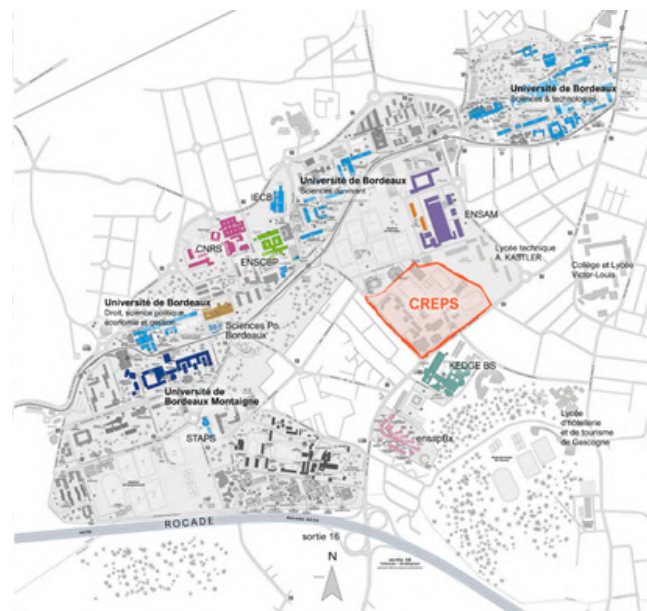 Université de Bordeaux
Sciences & technologies
Université de Bordeaux
Sciences du vivant
IECB
ENSAM
CNRS
ENSCBP
Lycée technique
A. KASTLER
Collège et Lycée
Victor-Louis
CREPS
Université de Bordeaux
Droit, science politique,
économie et gestion
Sciences Po.
Bordeaux
KEDGE BS
Université de
Bordeaux Montaigne
STAPS
ensapBx
Lycée
d'hôtellerie
et de tourisme
de Gascogne
ROCADE
sortie 16
N